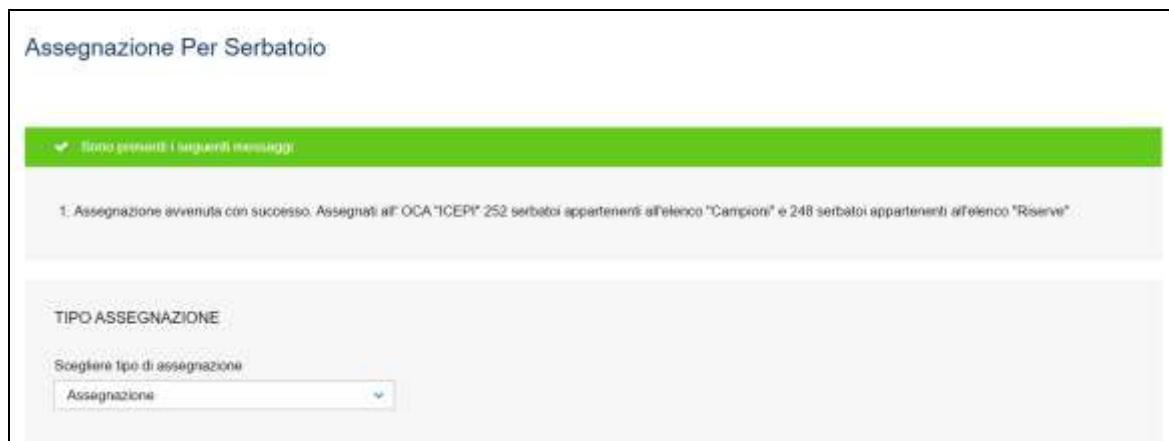 Assegnazione Per Serbatoio
Sono presenti i seguenti messaggi
1. Assegnazione avvenuta con successo. Assegnati all' OCA "ICEPI" 252 serbatoi appartenenti all'elenco "Campioni" e 248 serbatoi appartenenti all'elenco "Riserve"
TIPO ASSEGNAZIONE
Scegliere tipo di assegnazione
Assegnazione